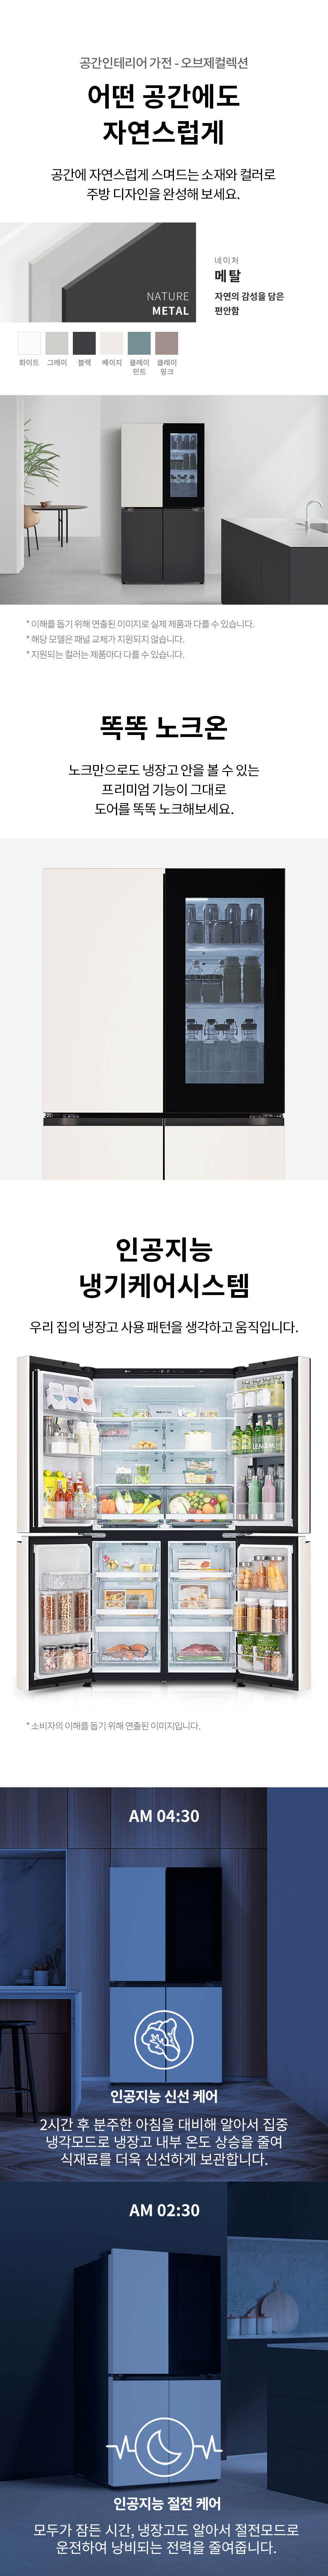 공간인테리어 가전 - 오브제컬렉션
어떤 공간에도
자연스럽게
공간에 자연스럽게 스며드는 소재와 컬러로
주방 디자인을 완성해 보세요.
NATURE
METAL
네이처
메탈
자연의 감성을 담은
편안함
화이트 그레이 블랙 베이지 클레이 클레이
민트 핑크
* 이해를 돕기 위해 연출된 이미지로 실제 제품과 다를 수 있습니다.
* 해당 모델은 패널 교체가 지원되지 않습니다.
* 지원되는 컬러는 제품마다 다를 수 있습니다.
똑똑 노크온
노크만으로도 냉장고 안을 볼 수 있는
프리미엄 기능이 그대로
도어를 똑똑 노크해보세요.
인공지능
냉기케어시스템
우리 집의 냉장고 사용 패턴을 생각하고 움직입니다.
* 소비자의 이해를 돕기 위해 연출된 이미지입니다.
AM 04:30
인공지능 신선 케어
2시간 후 분주한 아침을 대비해 알아서 집중
냉각모드로 냉장고 내부 온도 상승을 줄여
식재료를 더욱 신선하게 보관합니다.
AM 02:30
인공지능 절전 케어
모두가 잠든 시간, 냉장고도 알아서 절전모드로
운전하여 낭비되는 전력을 줄여줍니다.